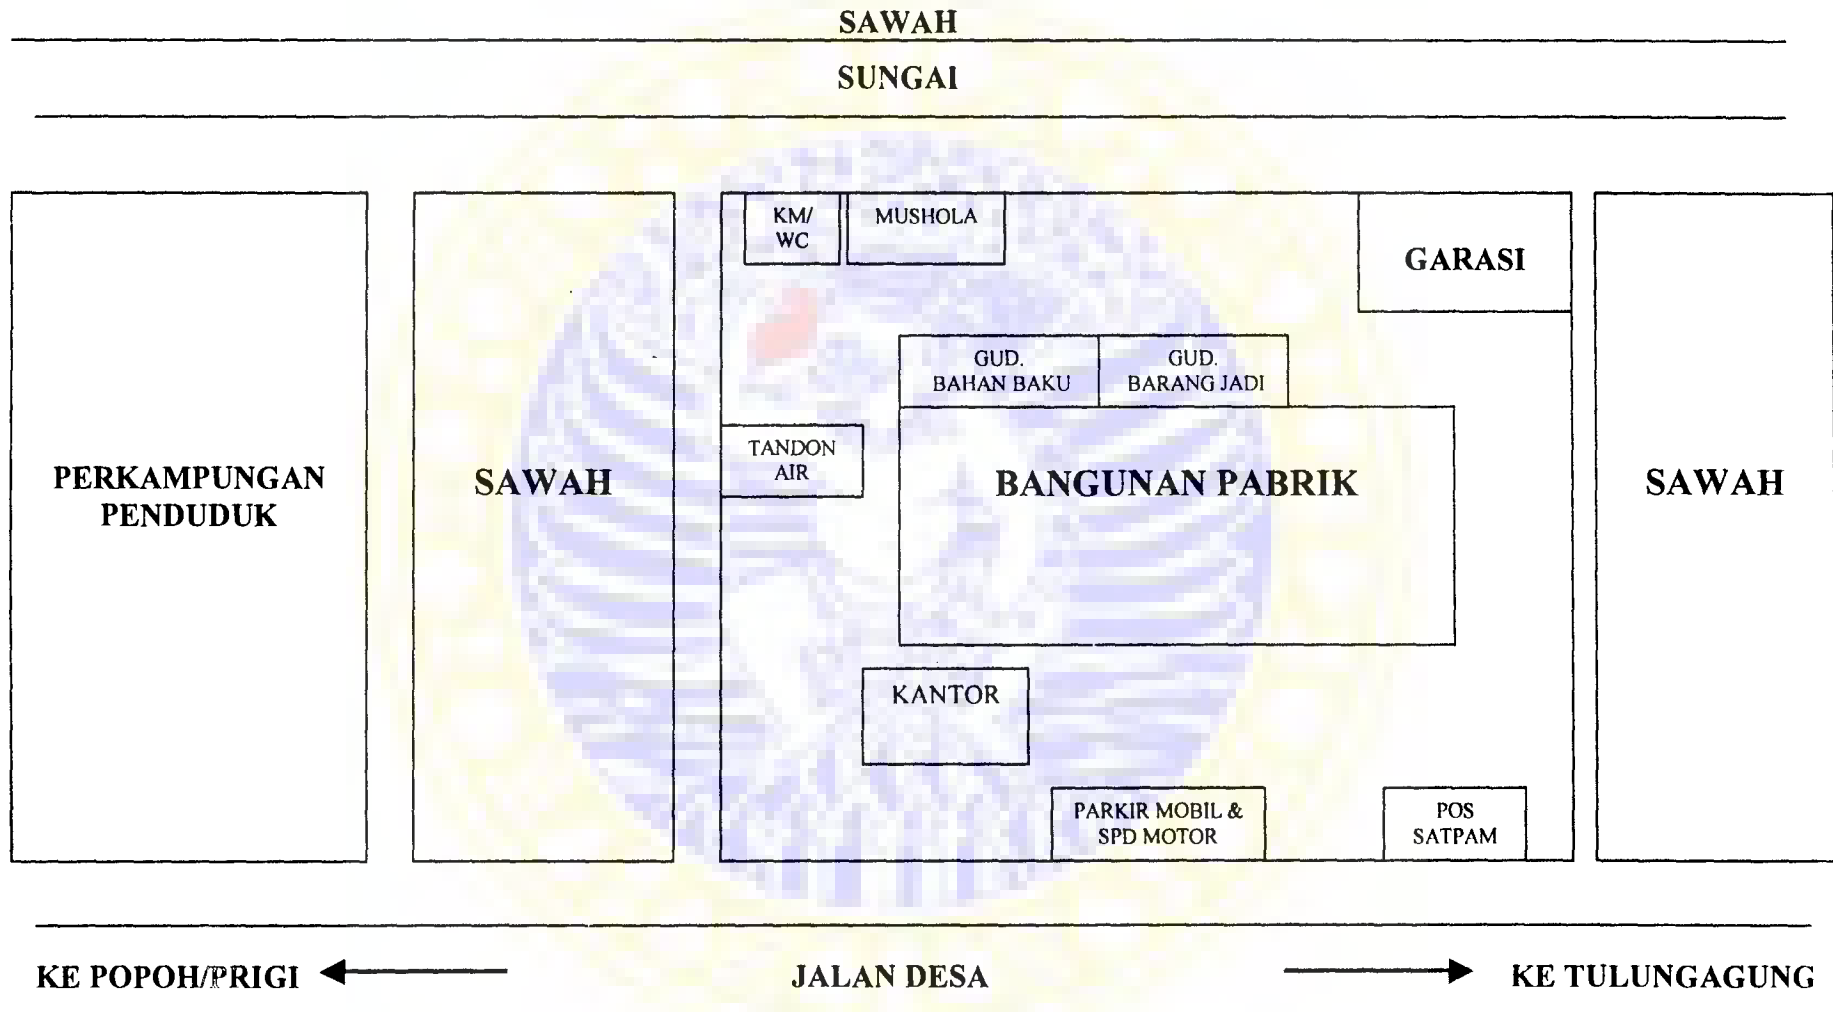 SAWAH
SUNGAI
KM/
WC
MUSHOLA
GARASI
GUD.
BAHAN BAKU
GUD.
BARANG JADI
TANDON
AIR
PERKAMPUNGAN
PENDUDUK
SAWAH
BANGUNAN PABRIK
SAWAH
KANTOR
PARKIR MOBIL &
SPD MOTOR
POS
SATPAM
KE POPOH/PRIGI
JALAN DESA
KE TULUNGAGUNG